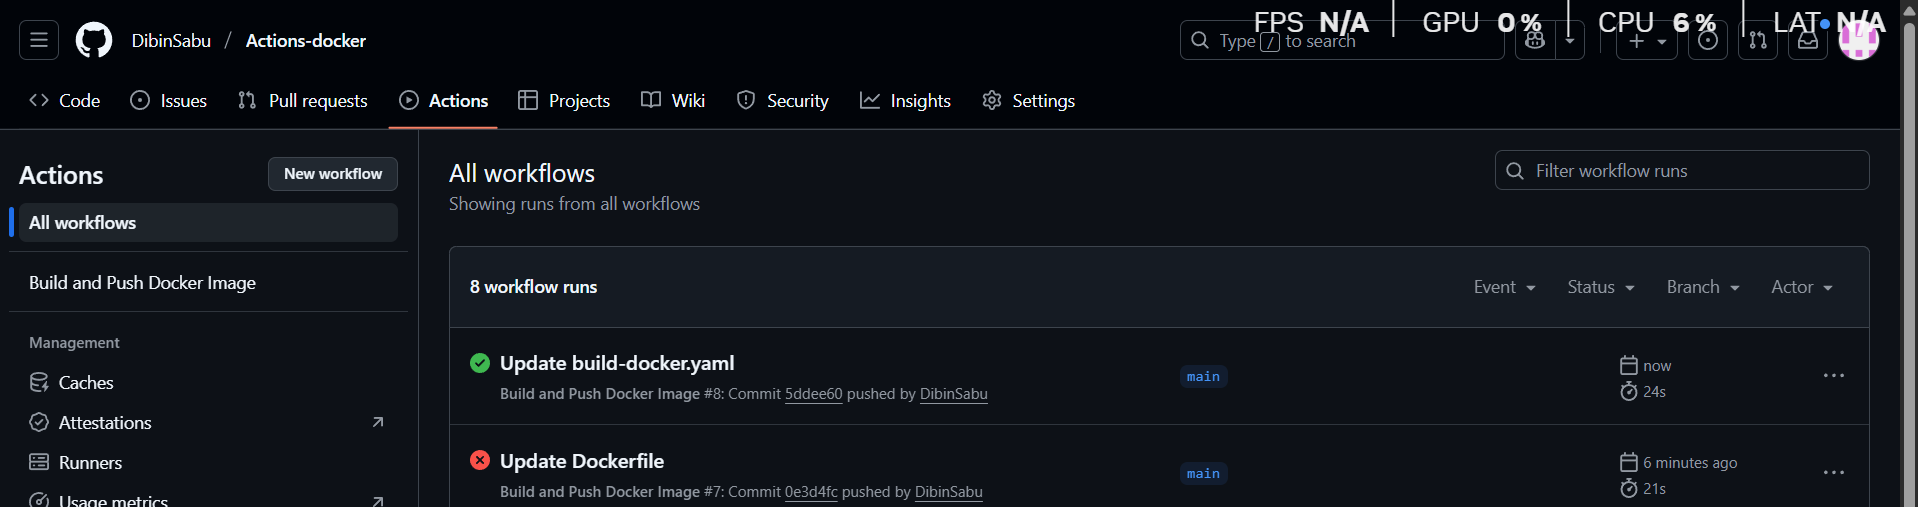 DibinSabu / Actions-docker
Type / to search
FPS N/A | GPU 0% | CPU 6% | LAT N/A
Code
Issues
Pull requests
Actions
Projects
Wiki
Security
Insights
Settings
Actions
New workflow
All workflows
Build and Push Docker Image
Management
Caches
Attestations
Runners
Usage metrics
All workflows
Showing runs from all workflows
Filter workflow runs
8 workflow runs
Event
Status
Branch
Actor
Update build-docker.yaml
Build and Push Docker Image #8: Commit 5ddee60 pushed by DibinSabu
main
now
24s
Update Dockerfile
Build and Push Docker Image #7: Commit 0e3d4fc pushed by DibinSabu
main
6 minutes ago
21s